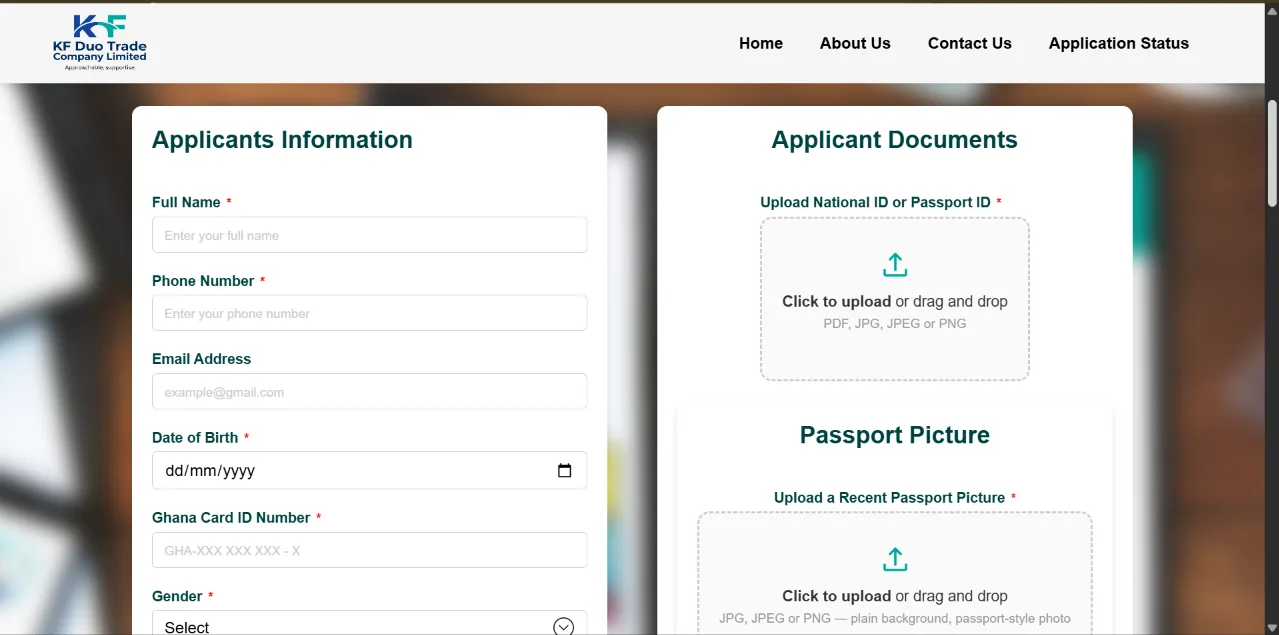 KF
KF Duo Trade
Company Limited
Approachable, supportive.
Home
About Us
Contact Us
Application Status
Applicants Information
Full Name *
Enter your full name
Phone Number *
Enter your phone number
Email Address
example@gmail.com
Date of Birth *
dd/mm/yyyy
Ghana Card ID Number *
GHA-XXX XXX XXX - X
Gender *
Select
Applicant Documents
Upload National ID or Passport ID *
Click to upload or drag and drop
PDF, JPG, JPEG or PNG
Passport Picture
Upload a Recent Passport Picture *
Click to upload or drag and drop
JPG, JPEG or PNG — plain background, passport-style photo